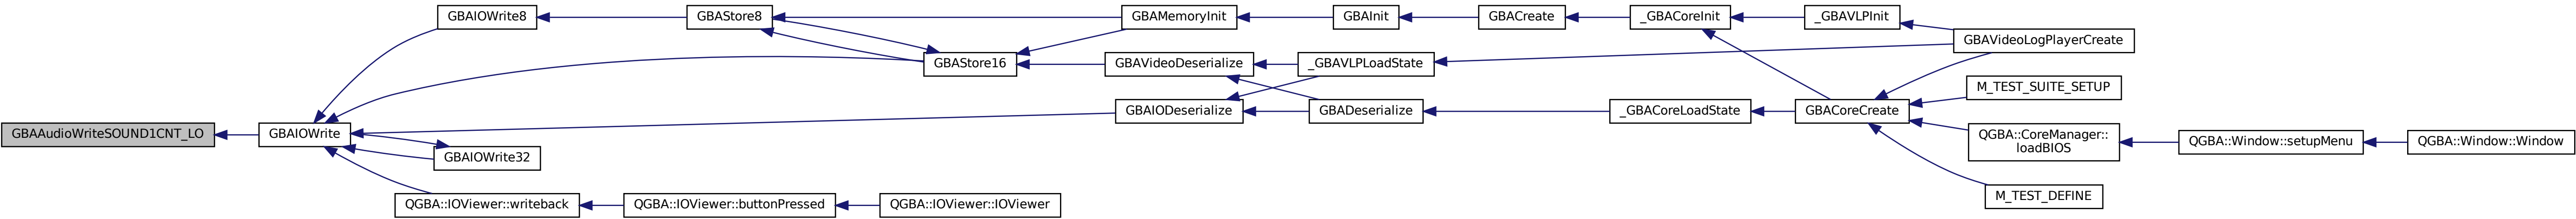 GBAAudioWriteSOUND1CNT_LO
GBAIOWrite
GBAIOWrite8
GBAStore8
GBAStore16
GBAMemoryInit
GBAInit
GBACreate
_GBACoreInit
_GBAVLPInit
GBAVideoLogPlayerCreate
GBAVideoDeserialize
_GBAVLPLoadState
GBAIODeserialize
GBADeserialize
_GBACoreLoadState
GBACoreCreate
M_TEST_SUITE_SETUP
QGBA::CoreManager::
loadBIOS
QGBA::Window::setupMenu
QGBA::Window::Window
M_TEST_DEFINE
GBAIOWrite32
QGBA::IOViewer::writeback
QGBA::IOViewer::buttonPressed
QGBA::IOViewer::IOViewer